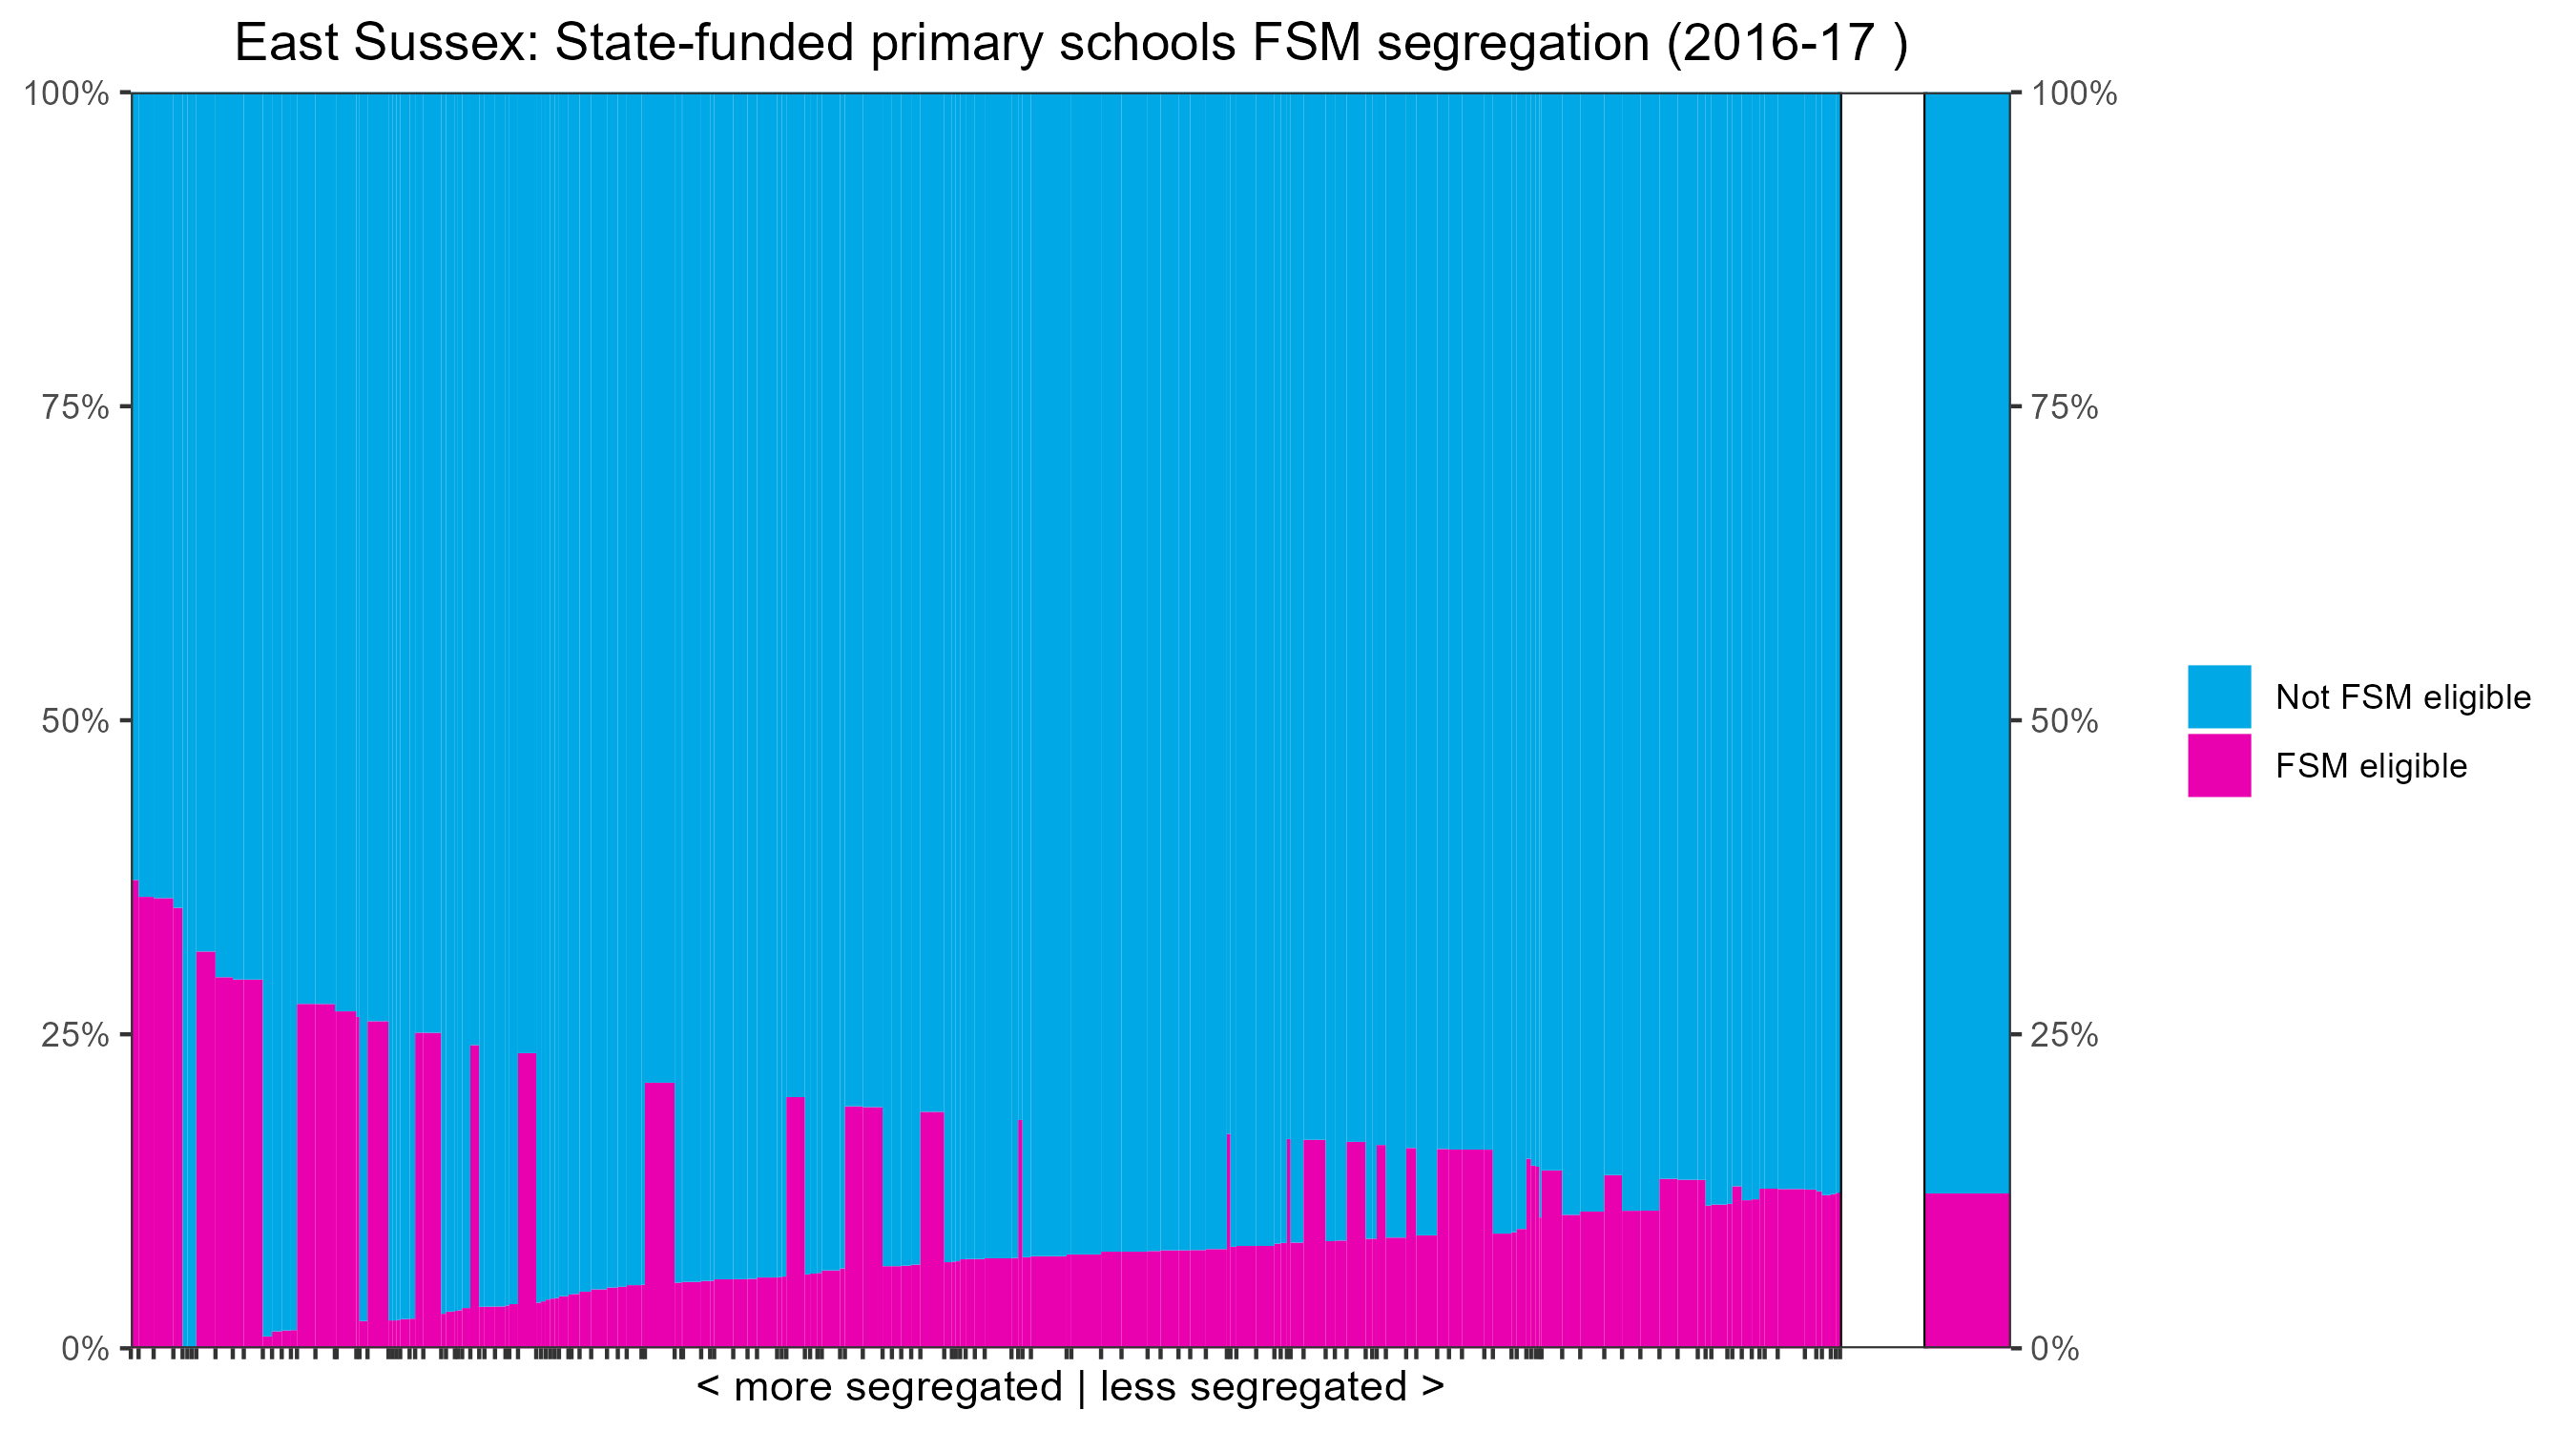 East Sussex: State-funded primary schools FSM segregation (2016-17 )
100%
75%
50%
25%
0%
100%
75%
50%
25%
0%
Not FSM eligible
FSM eligible
< more segregated | less segregated >